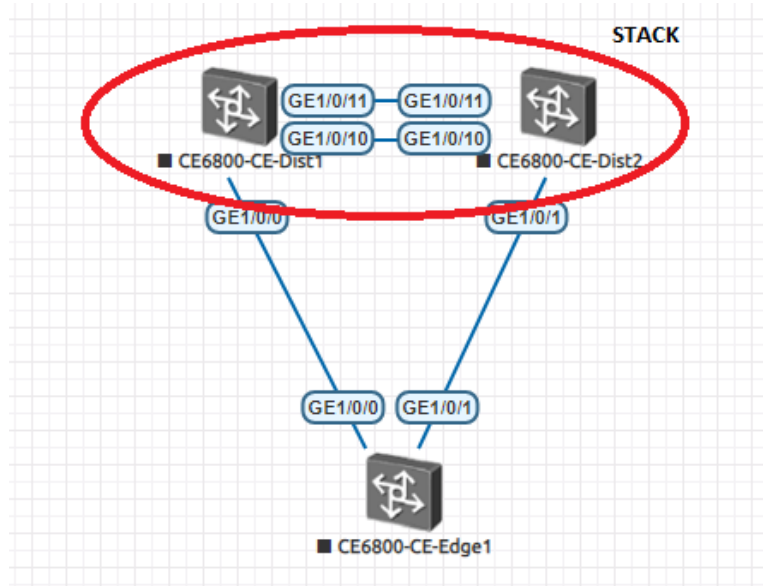 STACK
GE1/0/11 GE1/0/11
GE1/0/10 GE1/0/10
CE6800-CE-Dist1 CE6800-CE-Dist2
GE1/0/0 GE1/0/1
GE1/0/0 GE1/0/1
CE6800-CE-Edge1